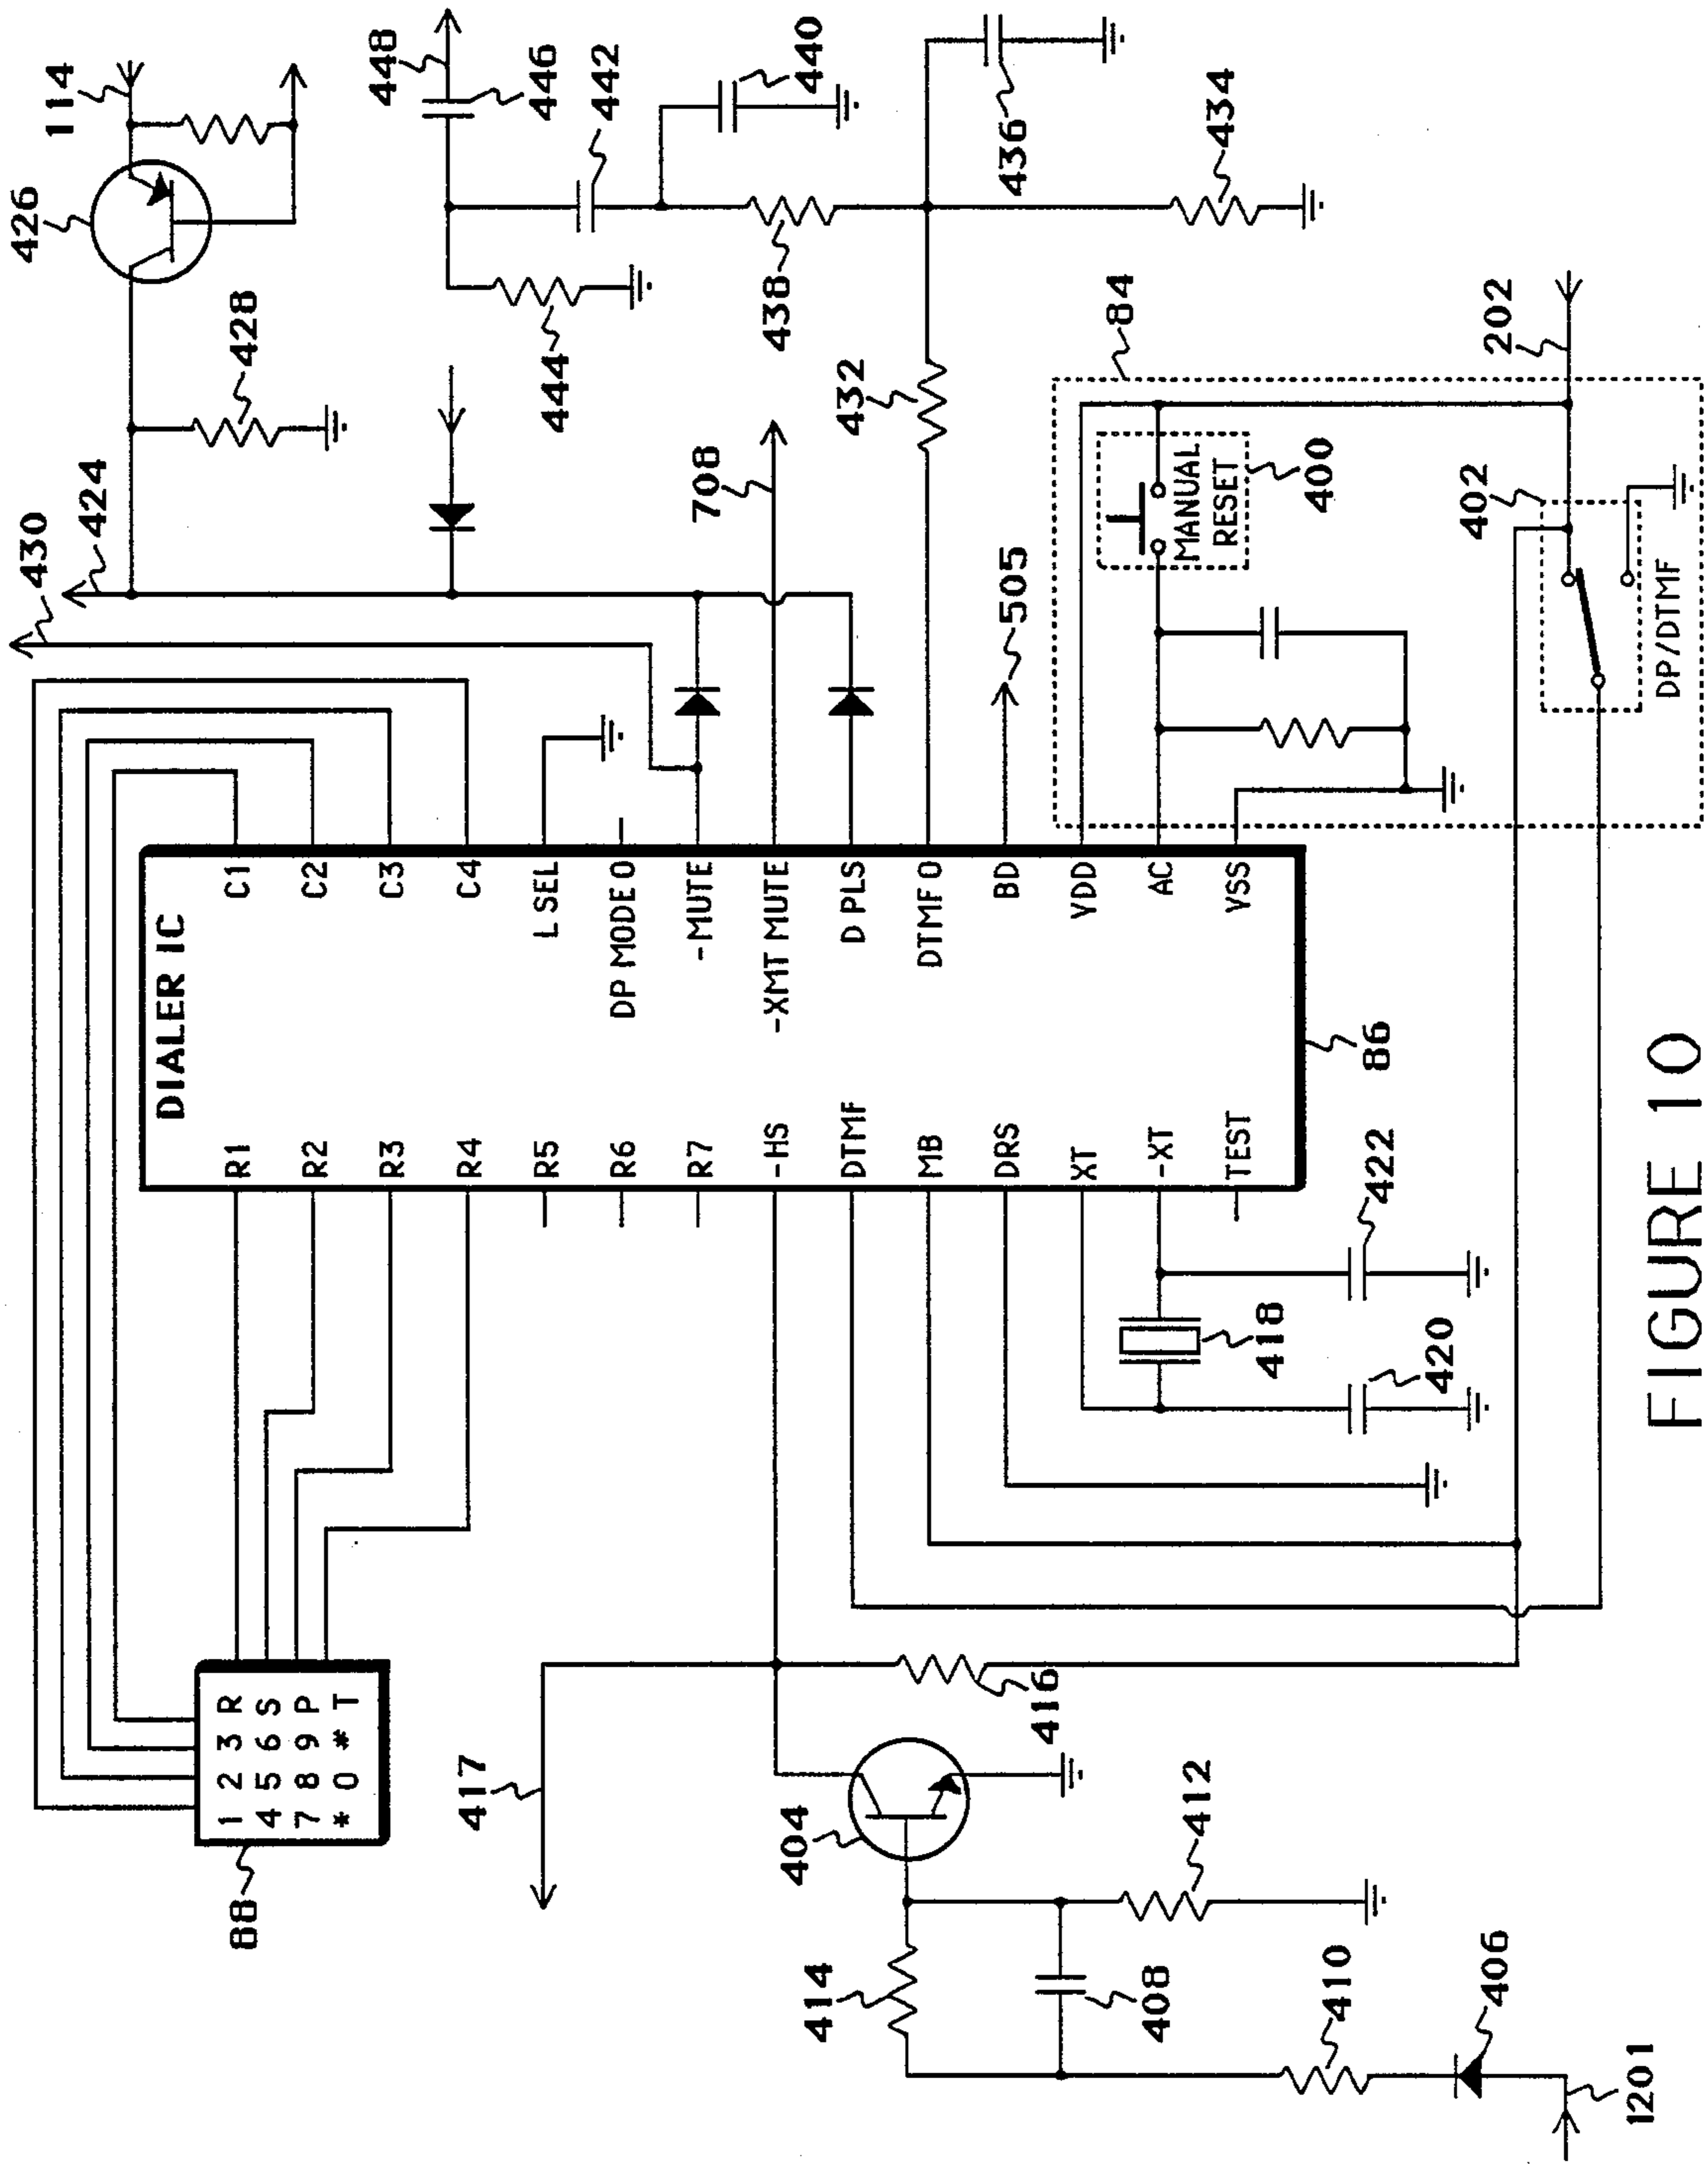 430
426
114
424
DIALER IC
88
1 2 3 R
4 5 6 S
7 8 9 P
* 0 * T
R1
C1
428
R2
C2
R3
C3
448
R4
C4
417
446
R5
L SEL
444
442
R6
DP MODE 0
R7
-MUTE
708
-HS
-XMT MUTE
438
440
404
414
DTMF
D PLS
432
MB
DTMF 0
DRS
BD
505
436
416
XT
VDD
84
408
412
-XT
AC
MANUAL
RESET
434
TEST
VSS
418
400
410
420
422
86
406
402
202
1201
DP/DTMF
FIGURE 10